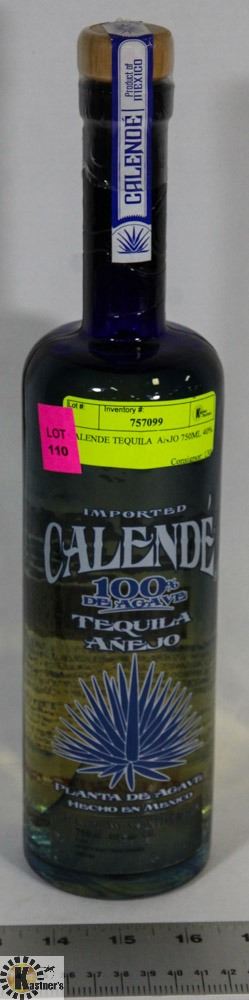 Product of
MEXICO
CALENDÉ
Lot #:
Inventory #:
757099
LOT
110
ALENDE TEQUILA
750ML 40%
Consignor:
IMPORTED
CALENDÉ
100%
DE AGAVE
TEQUILA
AÑEJO
PLANTA DE AGAVE
HECHO EN MEXICO
14
15
16
Kastner's